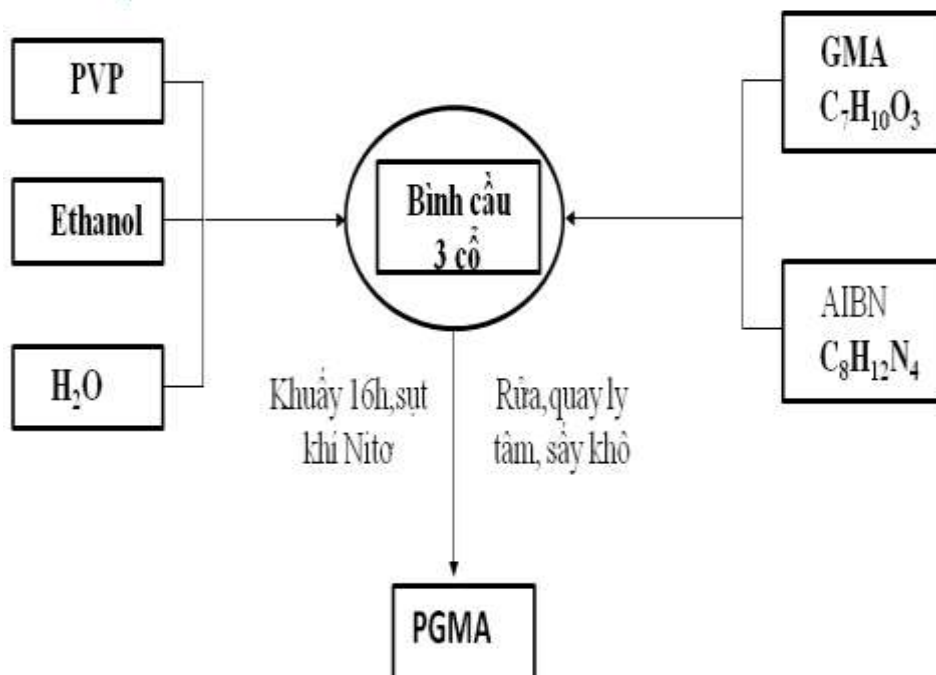 PVP
Ethanol
H₂O
Bình cầu
3 cổ
GMA
C₇H₁₀O₃
AIBN
C₈H₁₂N₄
Khuấy 16h,sụt
khí Nitơ
Rửa,quay ly
tâm, sấy khô
PGMA